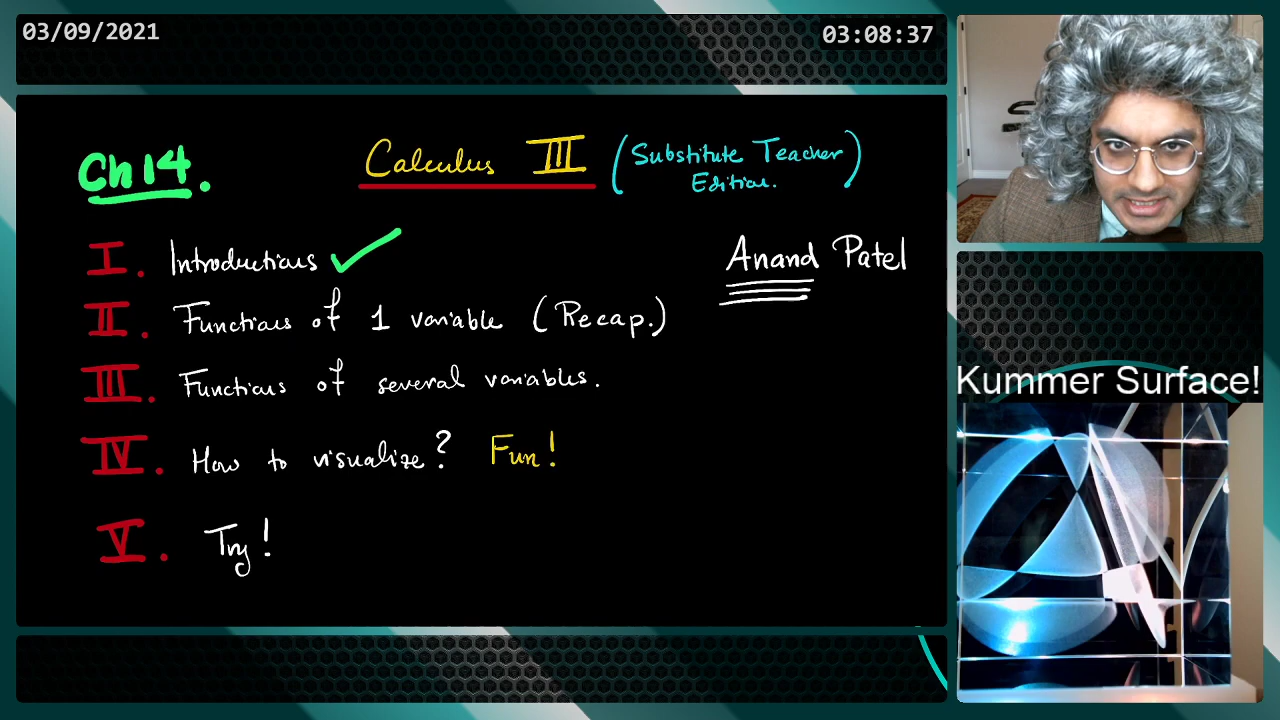 03/09/2021
03:08:37
Ch 14.
Calculus III (Substitute Teacher
Edition.)
I. Introductions
Anand Patel
II. Functions of 1 variable (Recap.)
III. Functions of several variables.
IV. How to visualize? Fun!
V. Try!
Kummer Surface!